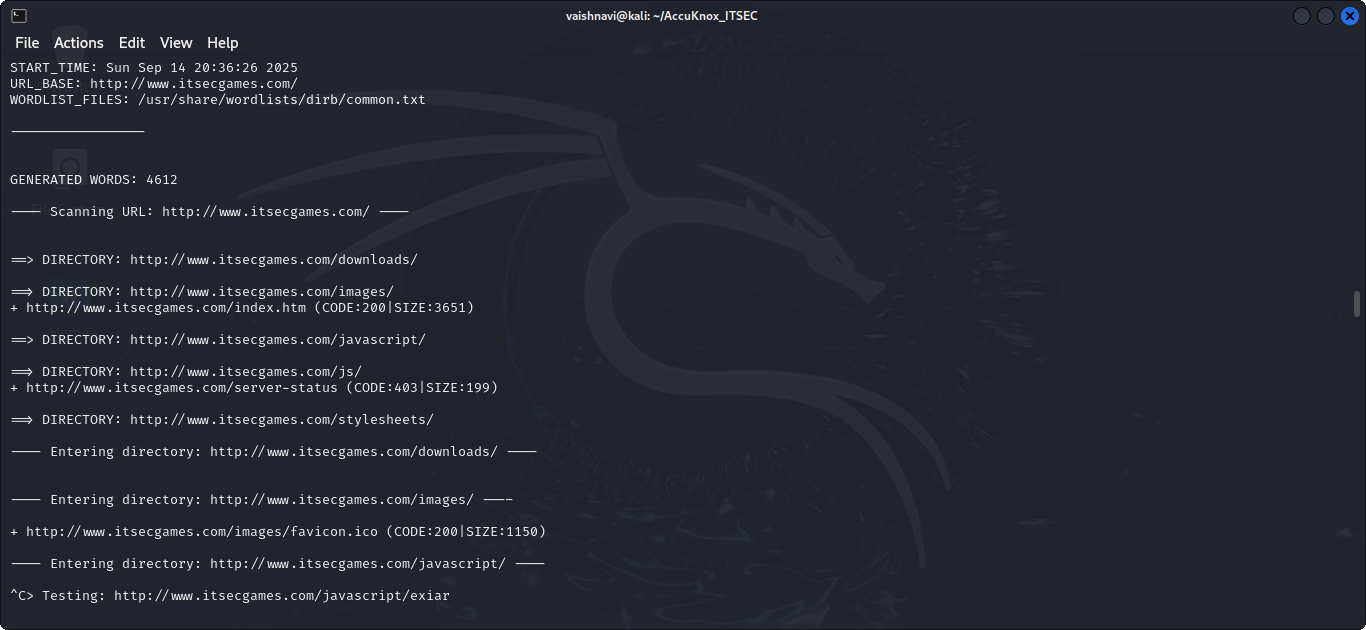 vaishnavi@kali: ~/AccuKnox_ITSEC
File Actions Edit View Help
START_TIME: Sun Sep 14 20:36:26 2025
URL_BASE: http://www.itsecgames.com/
WORDLIST_FILES: /usr/share/wordlists/dirb/common.txt
-----------------
GENERATED WORDS: 4612
---- Scanning URL: http://www.itsecgames.com/ ----
==> DIRECTORY: http://www.itsecgames.com/downloads/
==> DIRECTORY: http://www.itsecgames.com/images/
+ http://www.itsecgames.com/index.htm (CODE:200|SIZE:3651)
==> DIRECTORY: http://www.itsecgames.com/javascript/
==> DIRECTORY: http://www.itsecgames.com/js/
+ http://www.itsecgames.com/server-status (CODE:403|SIZE:199)
==> DIRECTORY: http://www.itsecgames.com/stylesheets/
---- Entering directory: http://www.itsecgames.com/downloads/ ----
---- Entering directory: http://www.itsecgames.com/images/ ----
+ http://www.itsecgames.com/images/favicon.ico (CODE:200|SIZE:1150)
---- Entering directory: http://www.itsecgames.com/javascript/ ----
^C> Testing: http://www.itsecgames.com/javascript/exiar